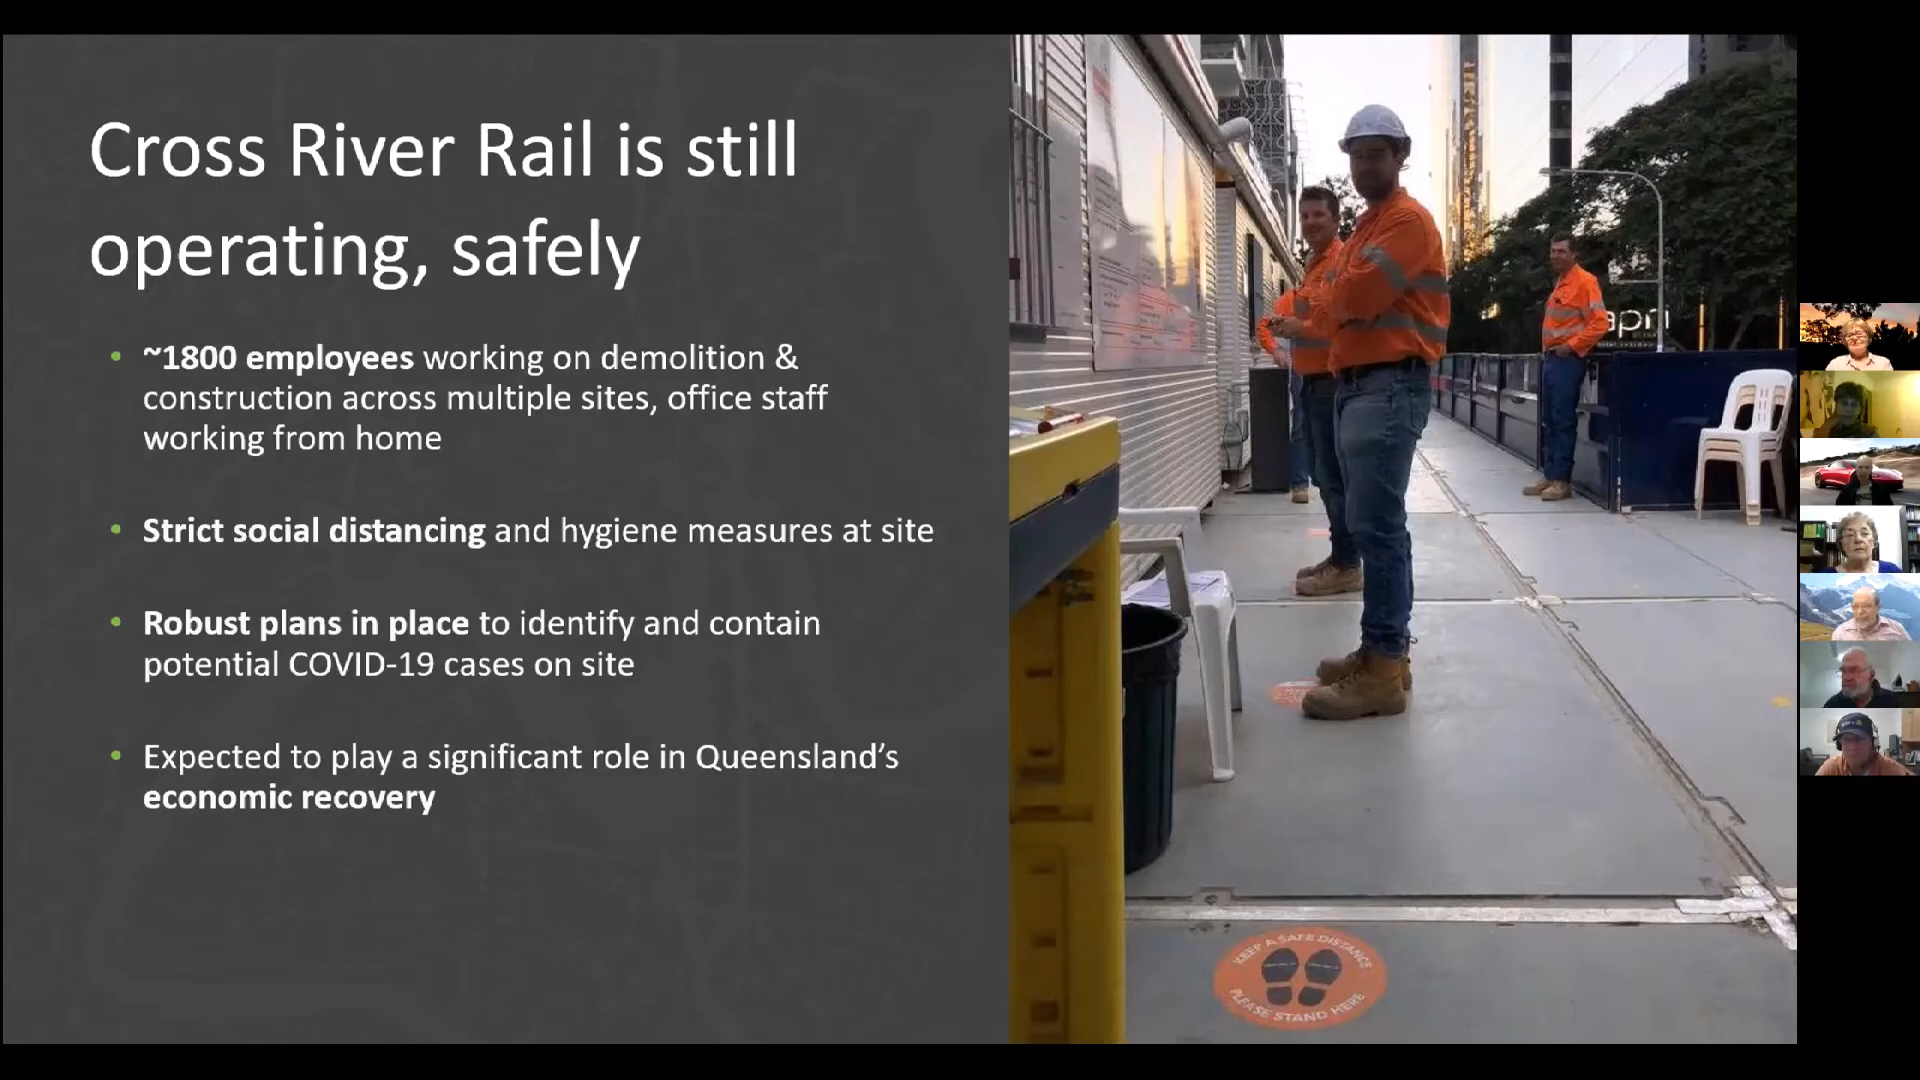 Cross River Rail is still
operating, safely
• ~1800 employees working on demolition &
construction across multiple sites, office staff
working from home
• Strict social distancing and hygiene measures at site
• Robust plans in place to identify and contain
potential COVID-19 cases on site
• Expected to play a significant role in Queensland’s
economic recovery
apri
KEEP A SAFE DISTANCE
PLEASE STAND HERE